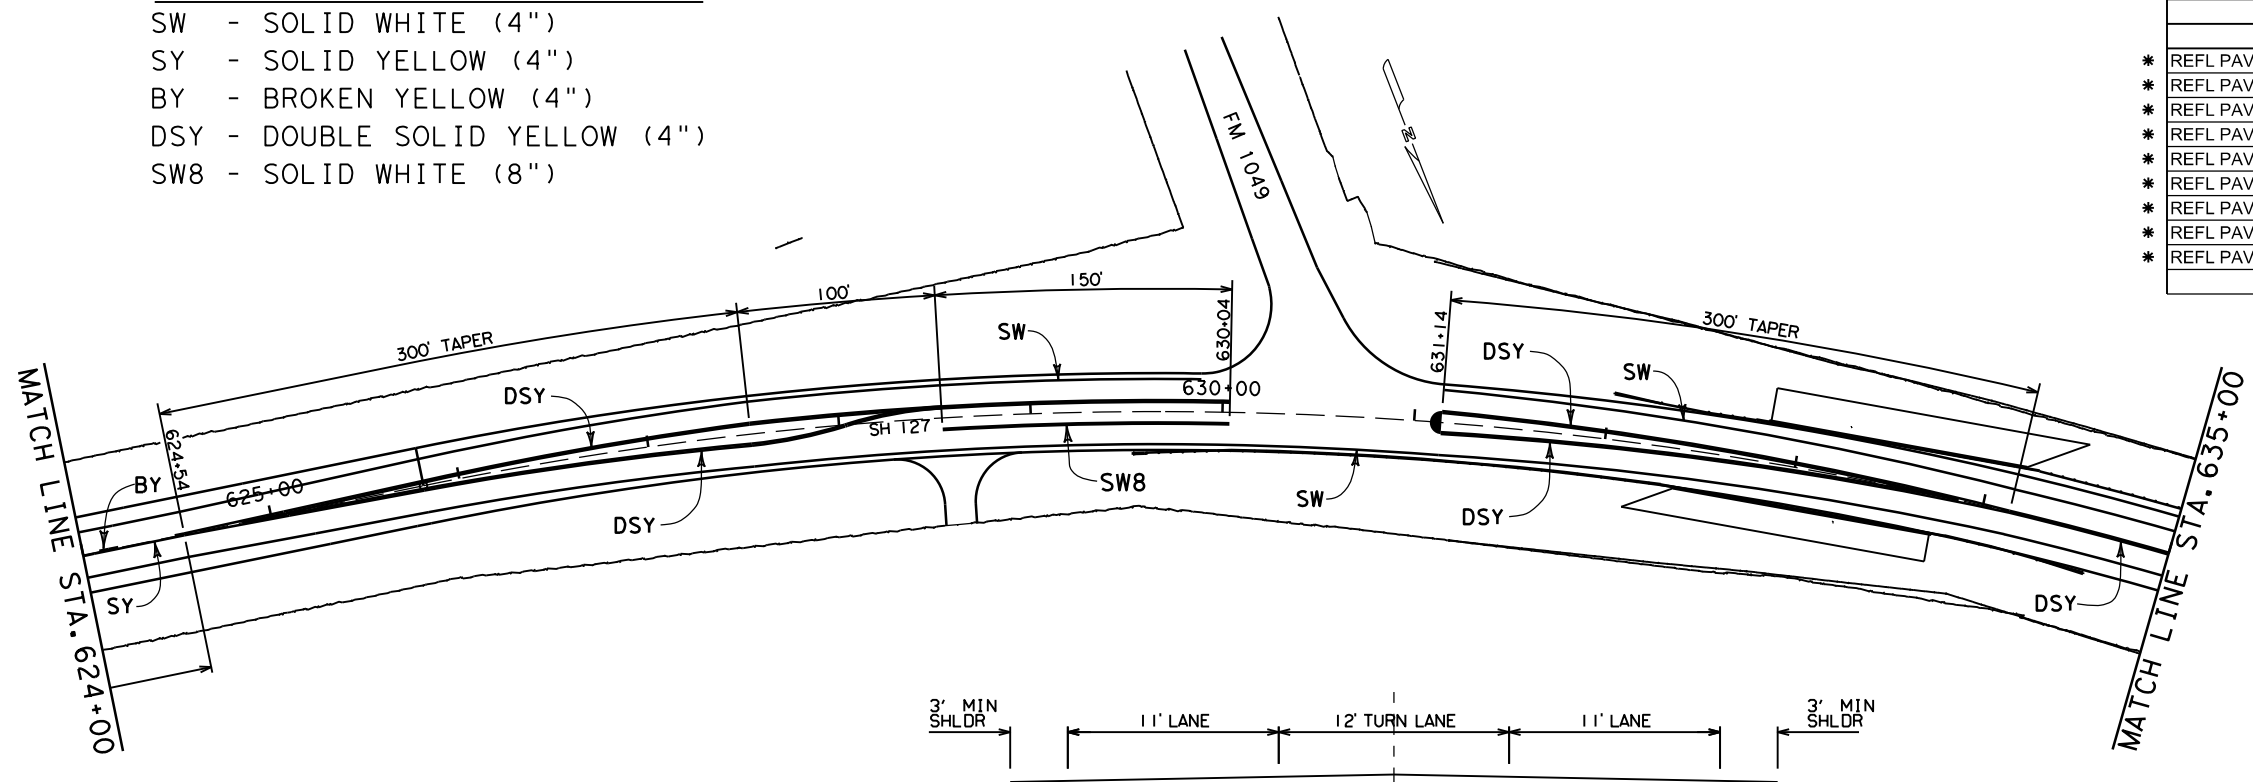 SW - SOLID WHITE (4")
SY - SOLID YELLOW (4")
BY - BROKEN YELLOW (4")
DSY - DOUBLE SOLID YELLOW (4")
SW8 - SOLID WHITE (8")
* REFL PAV
* REFL PAV
* REFL PAV
* REFL PAV
* REFL PAV
* REFL PAV
* REFL PAV
* REFL PAV
* REFL PAV
FM 1049
N
300' TAPER
100'
150'
630+04
631+14
300' TAPER
SW
DSY
SW
DSY
630+00
SH 127
624+54
625+00
BY
SY
DSY
SW8
SW
DSY
DSY
MATCH LINE STA.624+00
MATCH LINE STA.635+00
3' MIN
SHLDR
11' LANE
12' TURN LANE
11' LANE
3' MIN
SHLDR